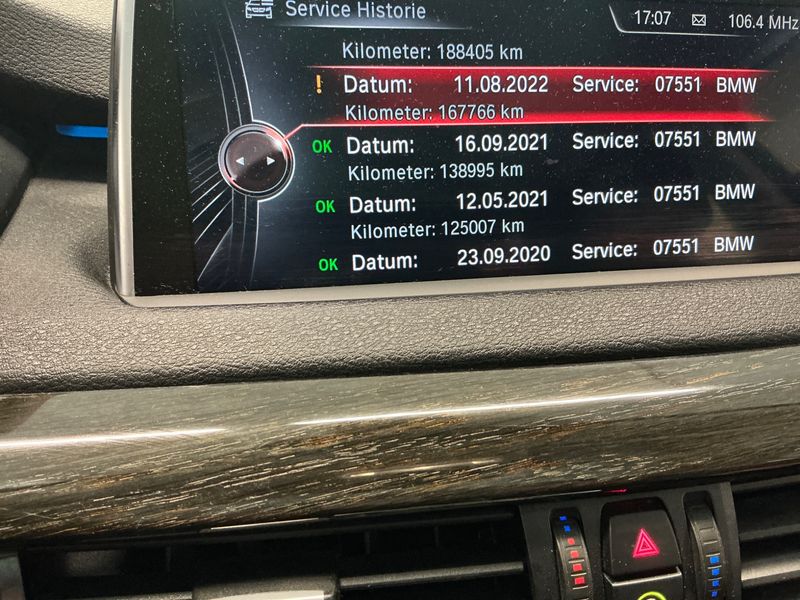 Service Historie
17:07
106.4 MHz
Kilometer: 188405 km
! Datum: 11.08.2022 Service: 07551 BMW
Kilometer: 167766 km
OK Datum: 16.09.2021 Service: 07551 BMW
Kilometer: 138995 km
OK Datum: 12.05.2021 Service: 07551 BMW
Kilometer: 125007 km
OK Datum: 23.09.2020 Service: 07551 BMW